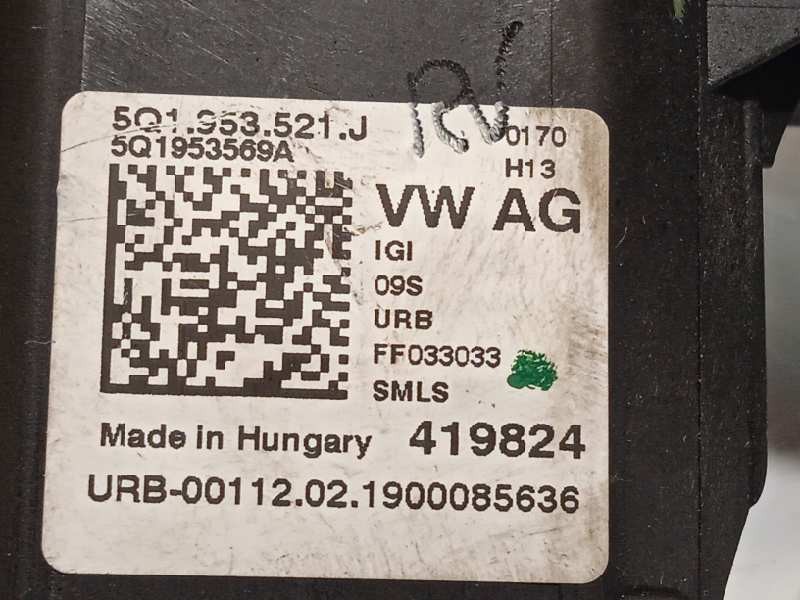 5Q1.953.521.J
5Q1953569A
0170
H13
VW AG
IGI
09S
URB
FF033033
SMLS
Made in Hungary 419824
URB-00112.02.1900085636